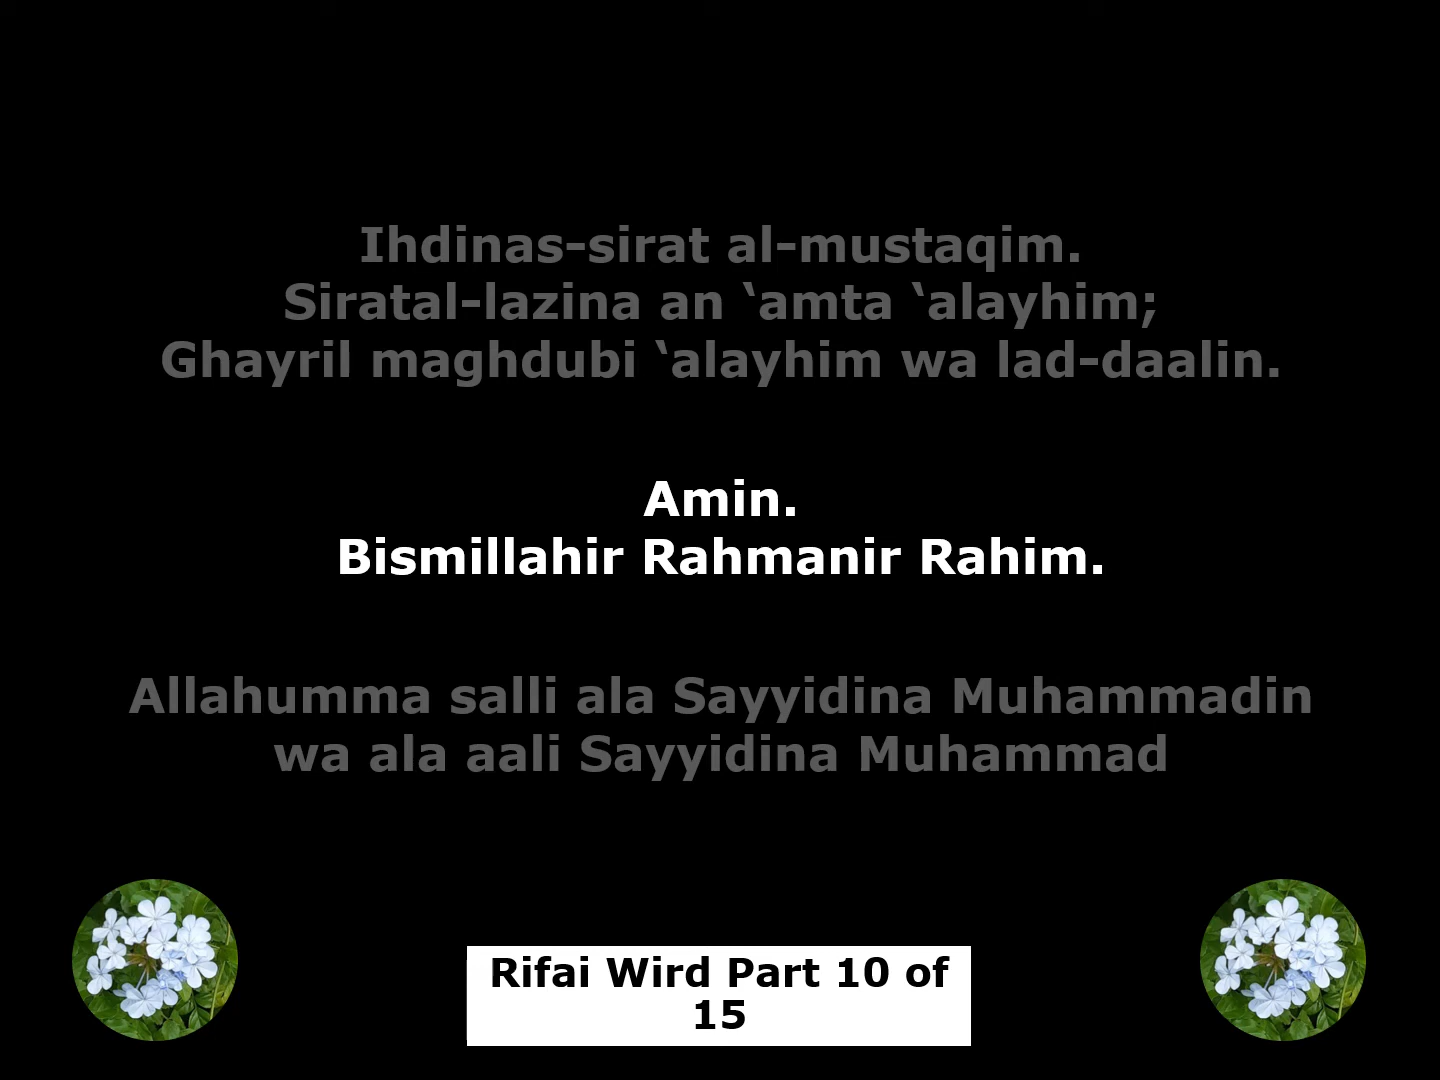 Ihdinas-sirat al-mustaqim.
Siratal-lazina an ‘amta ‘alayhim;
Ghayril maghdubi ‘alayhim wa lad-daalin.
Amin.
Bismillahir Rahmanir Rahim.
Allahumma salli ala Sayyidina Muhammadin
wa ala aali Sayyidina Muhammad
Rifai Wird Part 10 of
15